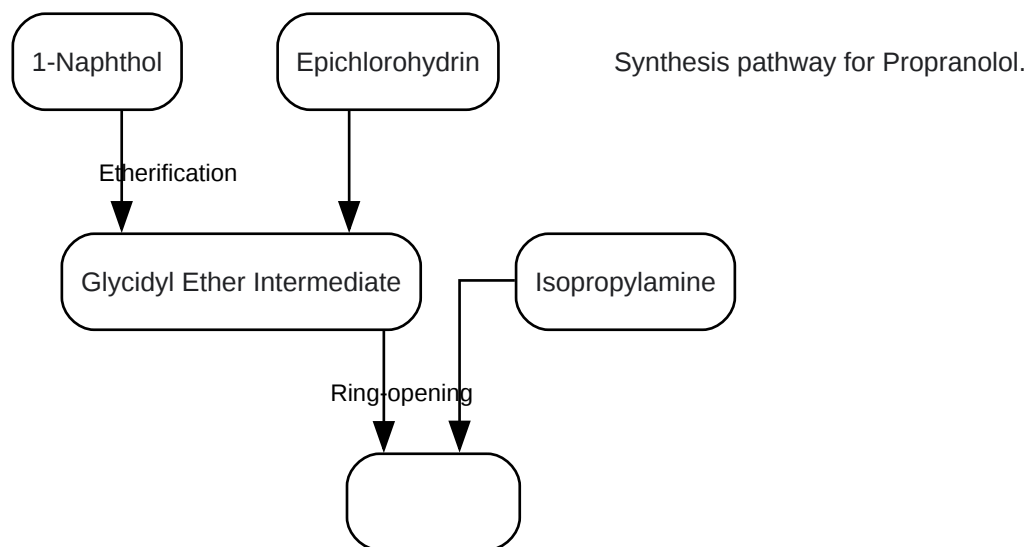 1-Naphthol
Epichlorohydrin
Synthesis pathway for Propranolol.
Etherification
Glycidyl Ether Intermediate
Isopropylamine
Ring-opening